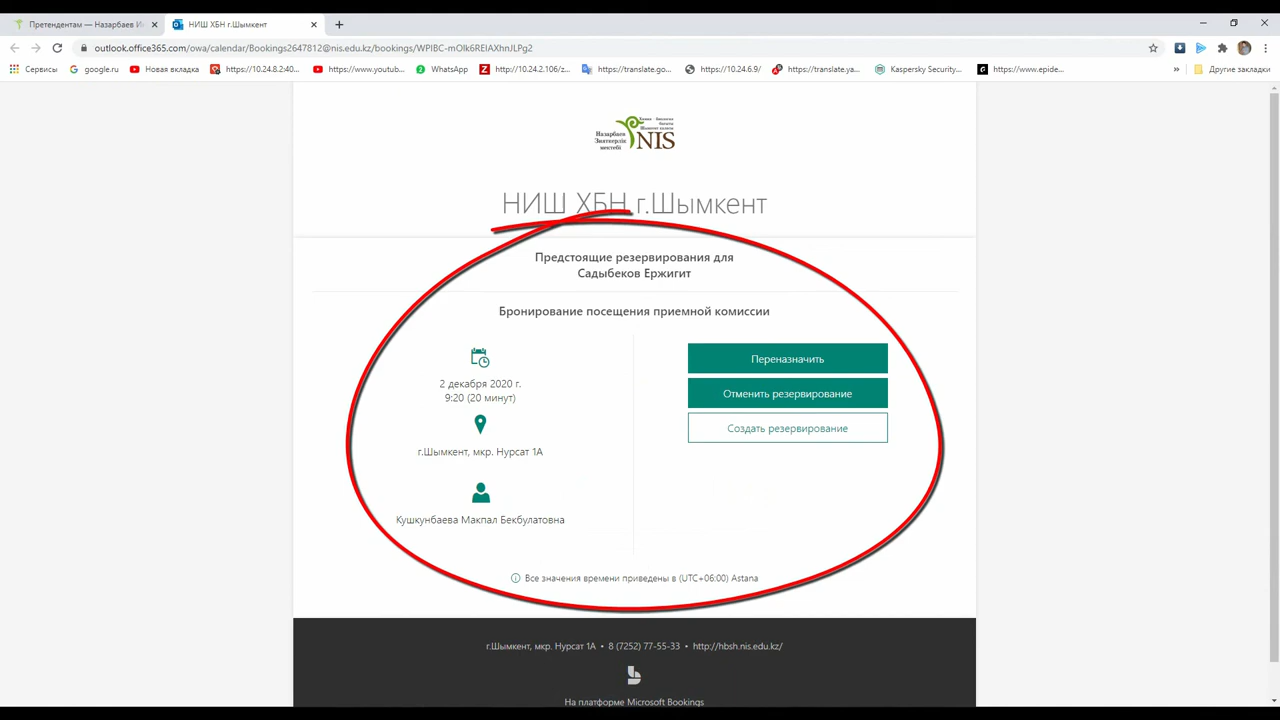 Претендентам — Назарбаев И
НИШ ХБН г.Шымкент
outlook.office365.com/owa/calendar/Bookings2647812@nis.edu.kz/bookings/WPIBC-mOlk6REIAXhnJLPg2
Сервисы
google.ru
Новая вкладка
https://10.24.8.2:40...
https://www.youtub...
WhatsApp
http://10.24.2.106/z...
https://translate.go...
https://10.24.6.9/
https://translate.ya...
Kaspersky Security...
https://www.epide...
»
Другие закладки
Назарбаев
Зияткерлік
мектебі
NIS
НИШ ХБН г.Шымкент
Предстоящие резервирования для
Садыбеков Ержигит
Бронирование посещения приемной комиссии
2 декабря 2020 г.
9:20 (20 минут)
г.Шымкент, мкр. Нурсат 1А
Кушкунбаева Макпал Бекбулатовна
Переназначить
Отменить резервирование
Создать резервирование
Все значения времени приведены в (UTC+06:00) Astana
г.Шымкент, мкр. Нурсат 1А • 8 (7252) 77-55-33 • http://hbsh.nis.edu.kz/
На платформе Microsoft Bookings